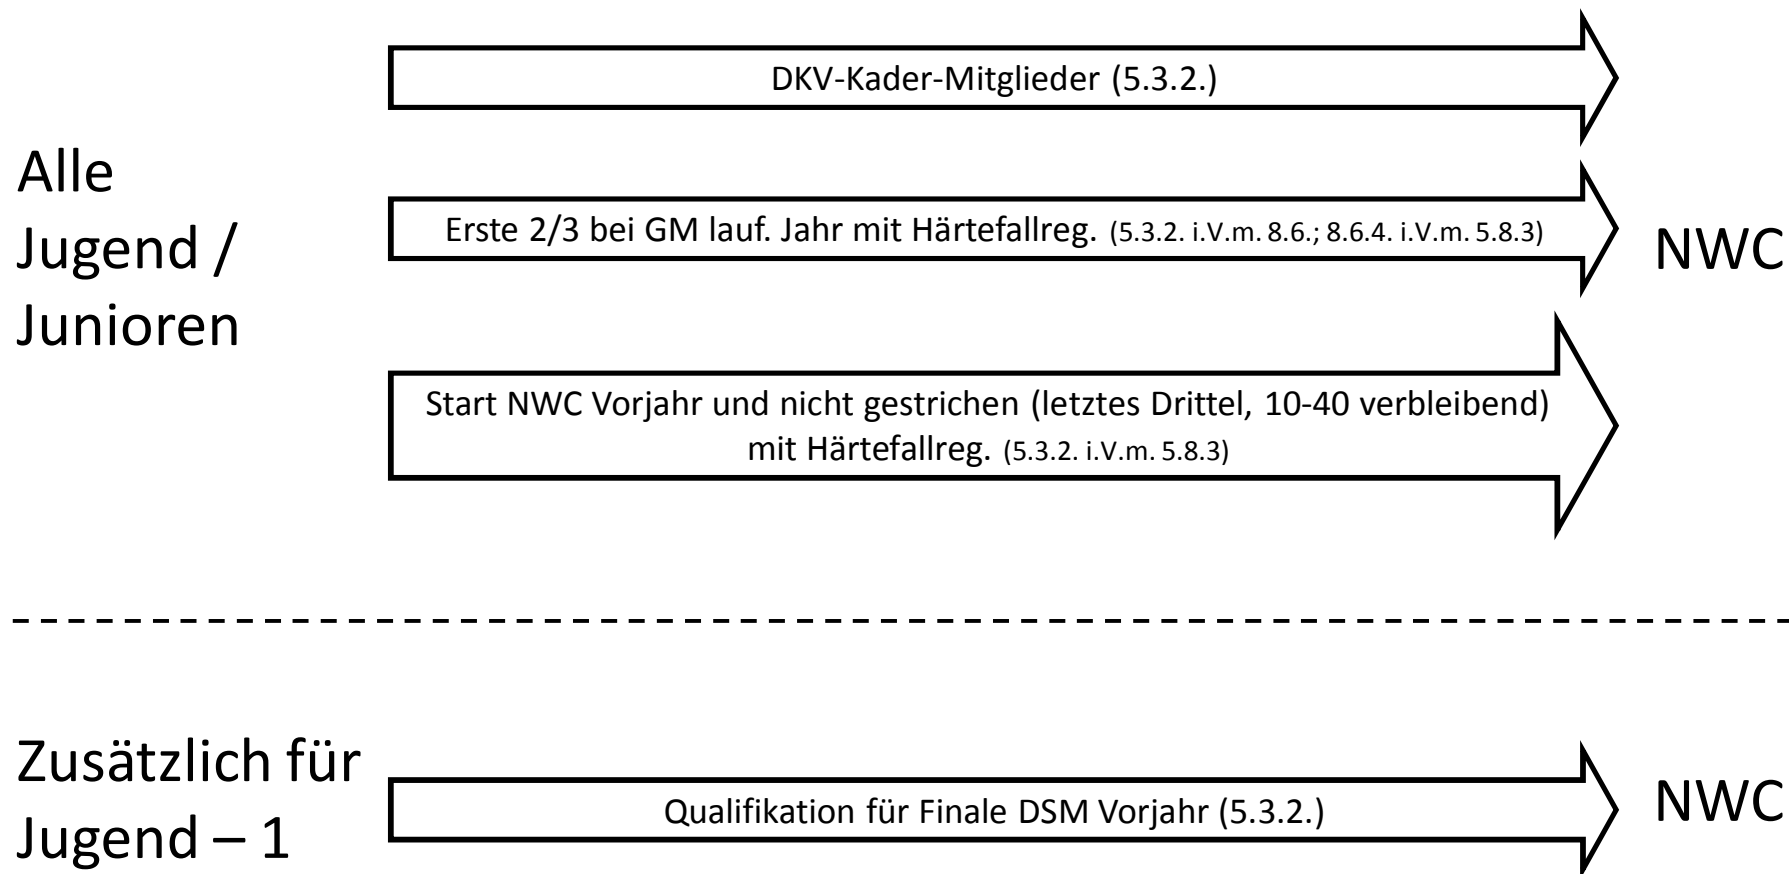 DKV-Kader-Mitglieder (5.3.2.)
Alle
Jugend /
Junioren
Erste 2/3 bei GM lauf. Jahr mit Härtefallreg. (5.3.2. i.V.m. 8.6.; 8.6.4. i.V.m. 5.8.3)
NWC
Start NWC Vorjahr und nicht gestrichen (letztes Drittel, 10-40 verbleibend)
mit Härtefallreg. (5.3.2. i.V.m. 5.8.3)
Zusätzlich für
Jugend – 1
Qualifikation für Finale DSM Vorjahr (5.3.2.)
NWC